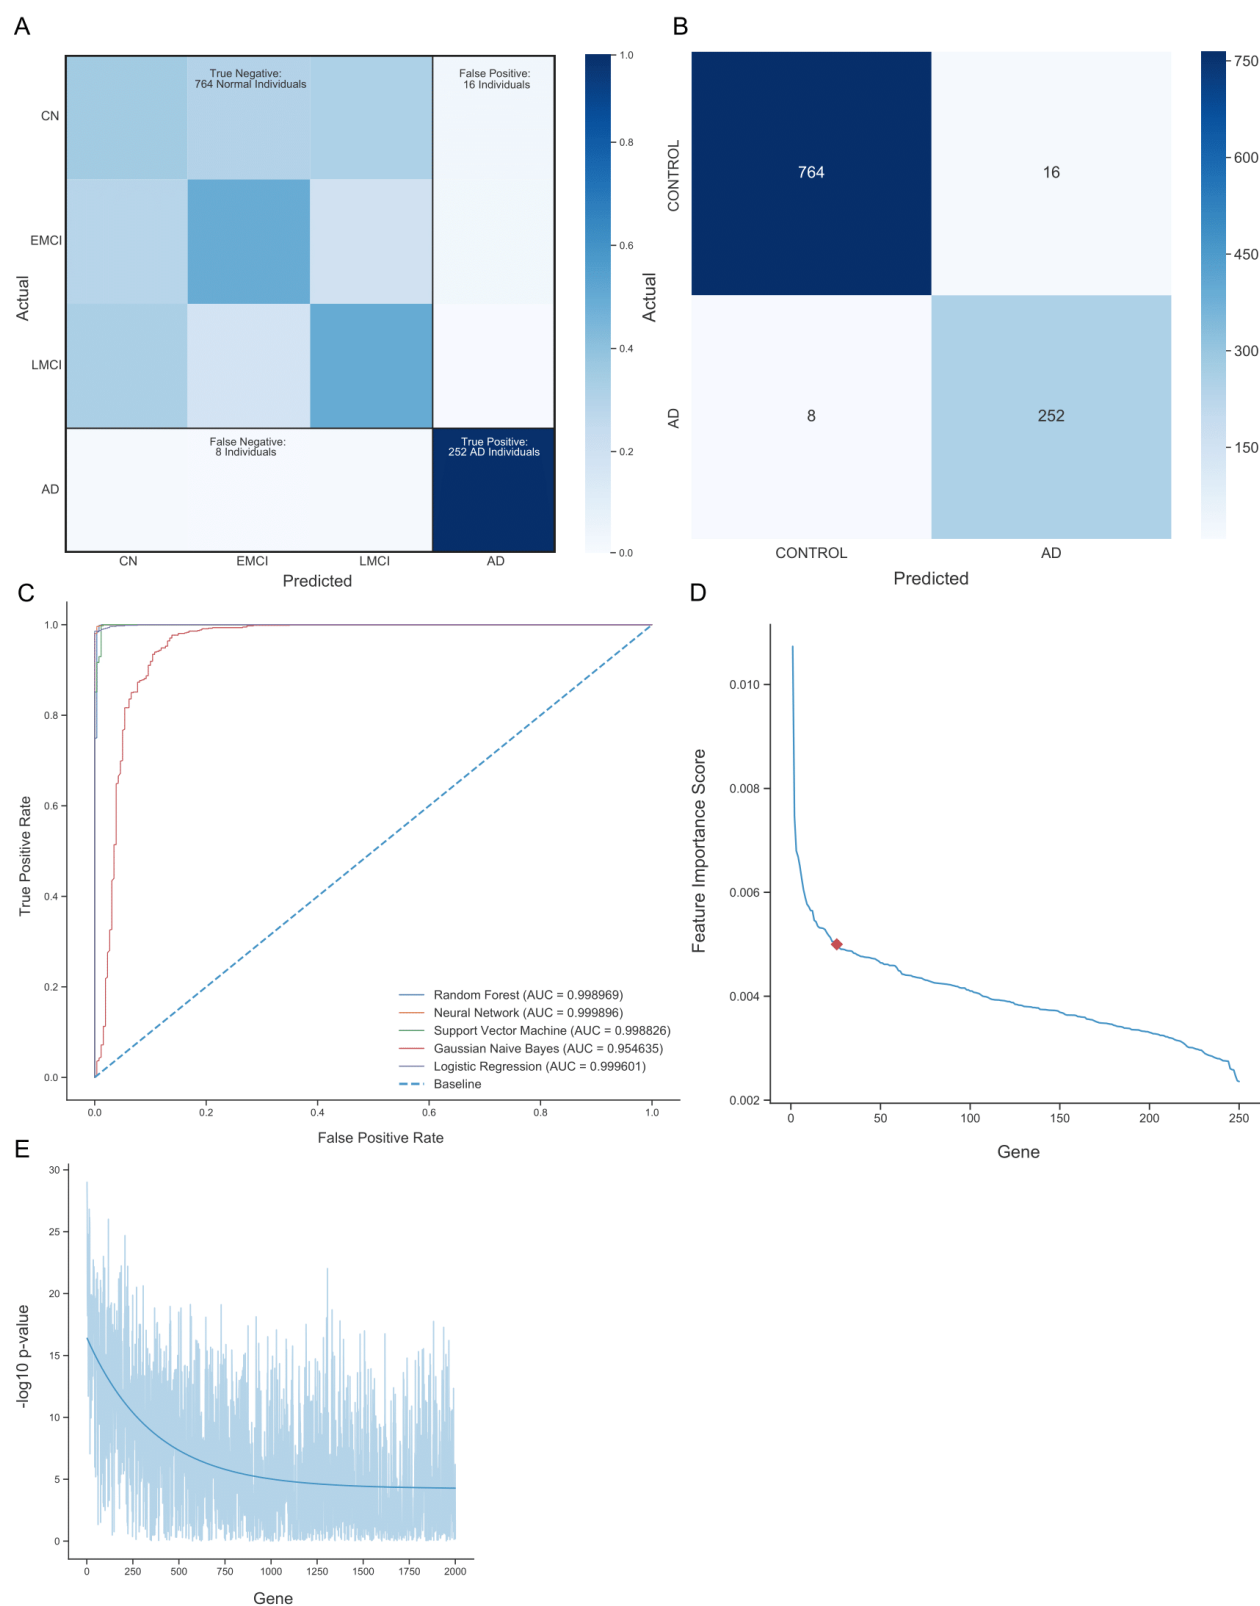 A
True Negative:
764 Normal Individuals
False Positive:
16 Individuals
False Negative:
8 Individuals
True Positive:
252 AD Individuals
CN
EMCI
LMCI
AD
Actual
CN
EMCI
LMCI
AD
Predicted
1.0
0.8
0.6
0.4
0.2
0.0
B
764
16
8
252
CONTROL
AD
Actual
CONTROL
AD
Predicted
750
600
450
300
150
C
1.0
0.8
0.6
0.4
0.2
0.0
True Positive Rate
Random Forest (AUC = 0.998969)
Neural Network (AUC = 0.999896)
Support Vector Machine (AUC = 0.998826)
Gaussian Naive Bayes (AUC = 0.954635)
Logistic Regression (AUC = 0.999601)
Baseline
0.0
0.2
0.4
0.6
0.8
1.0
False Positive Rate
D
0.010
0.008
0.006
0.004
0.002
Feature Importance Score
0
50
100
150
200
250
Gene
E
30
25
20
15
10
5
0
-log10 p-value
0
250
500
750
1000
1250
1500
1750
2000
Gene